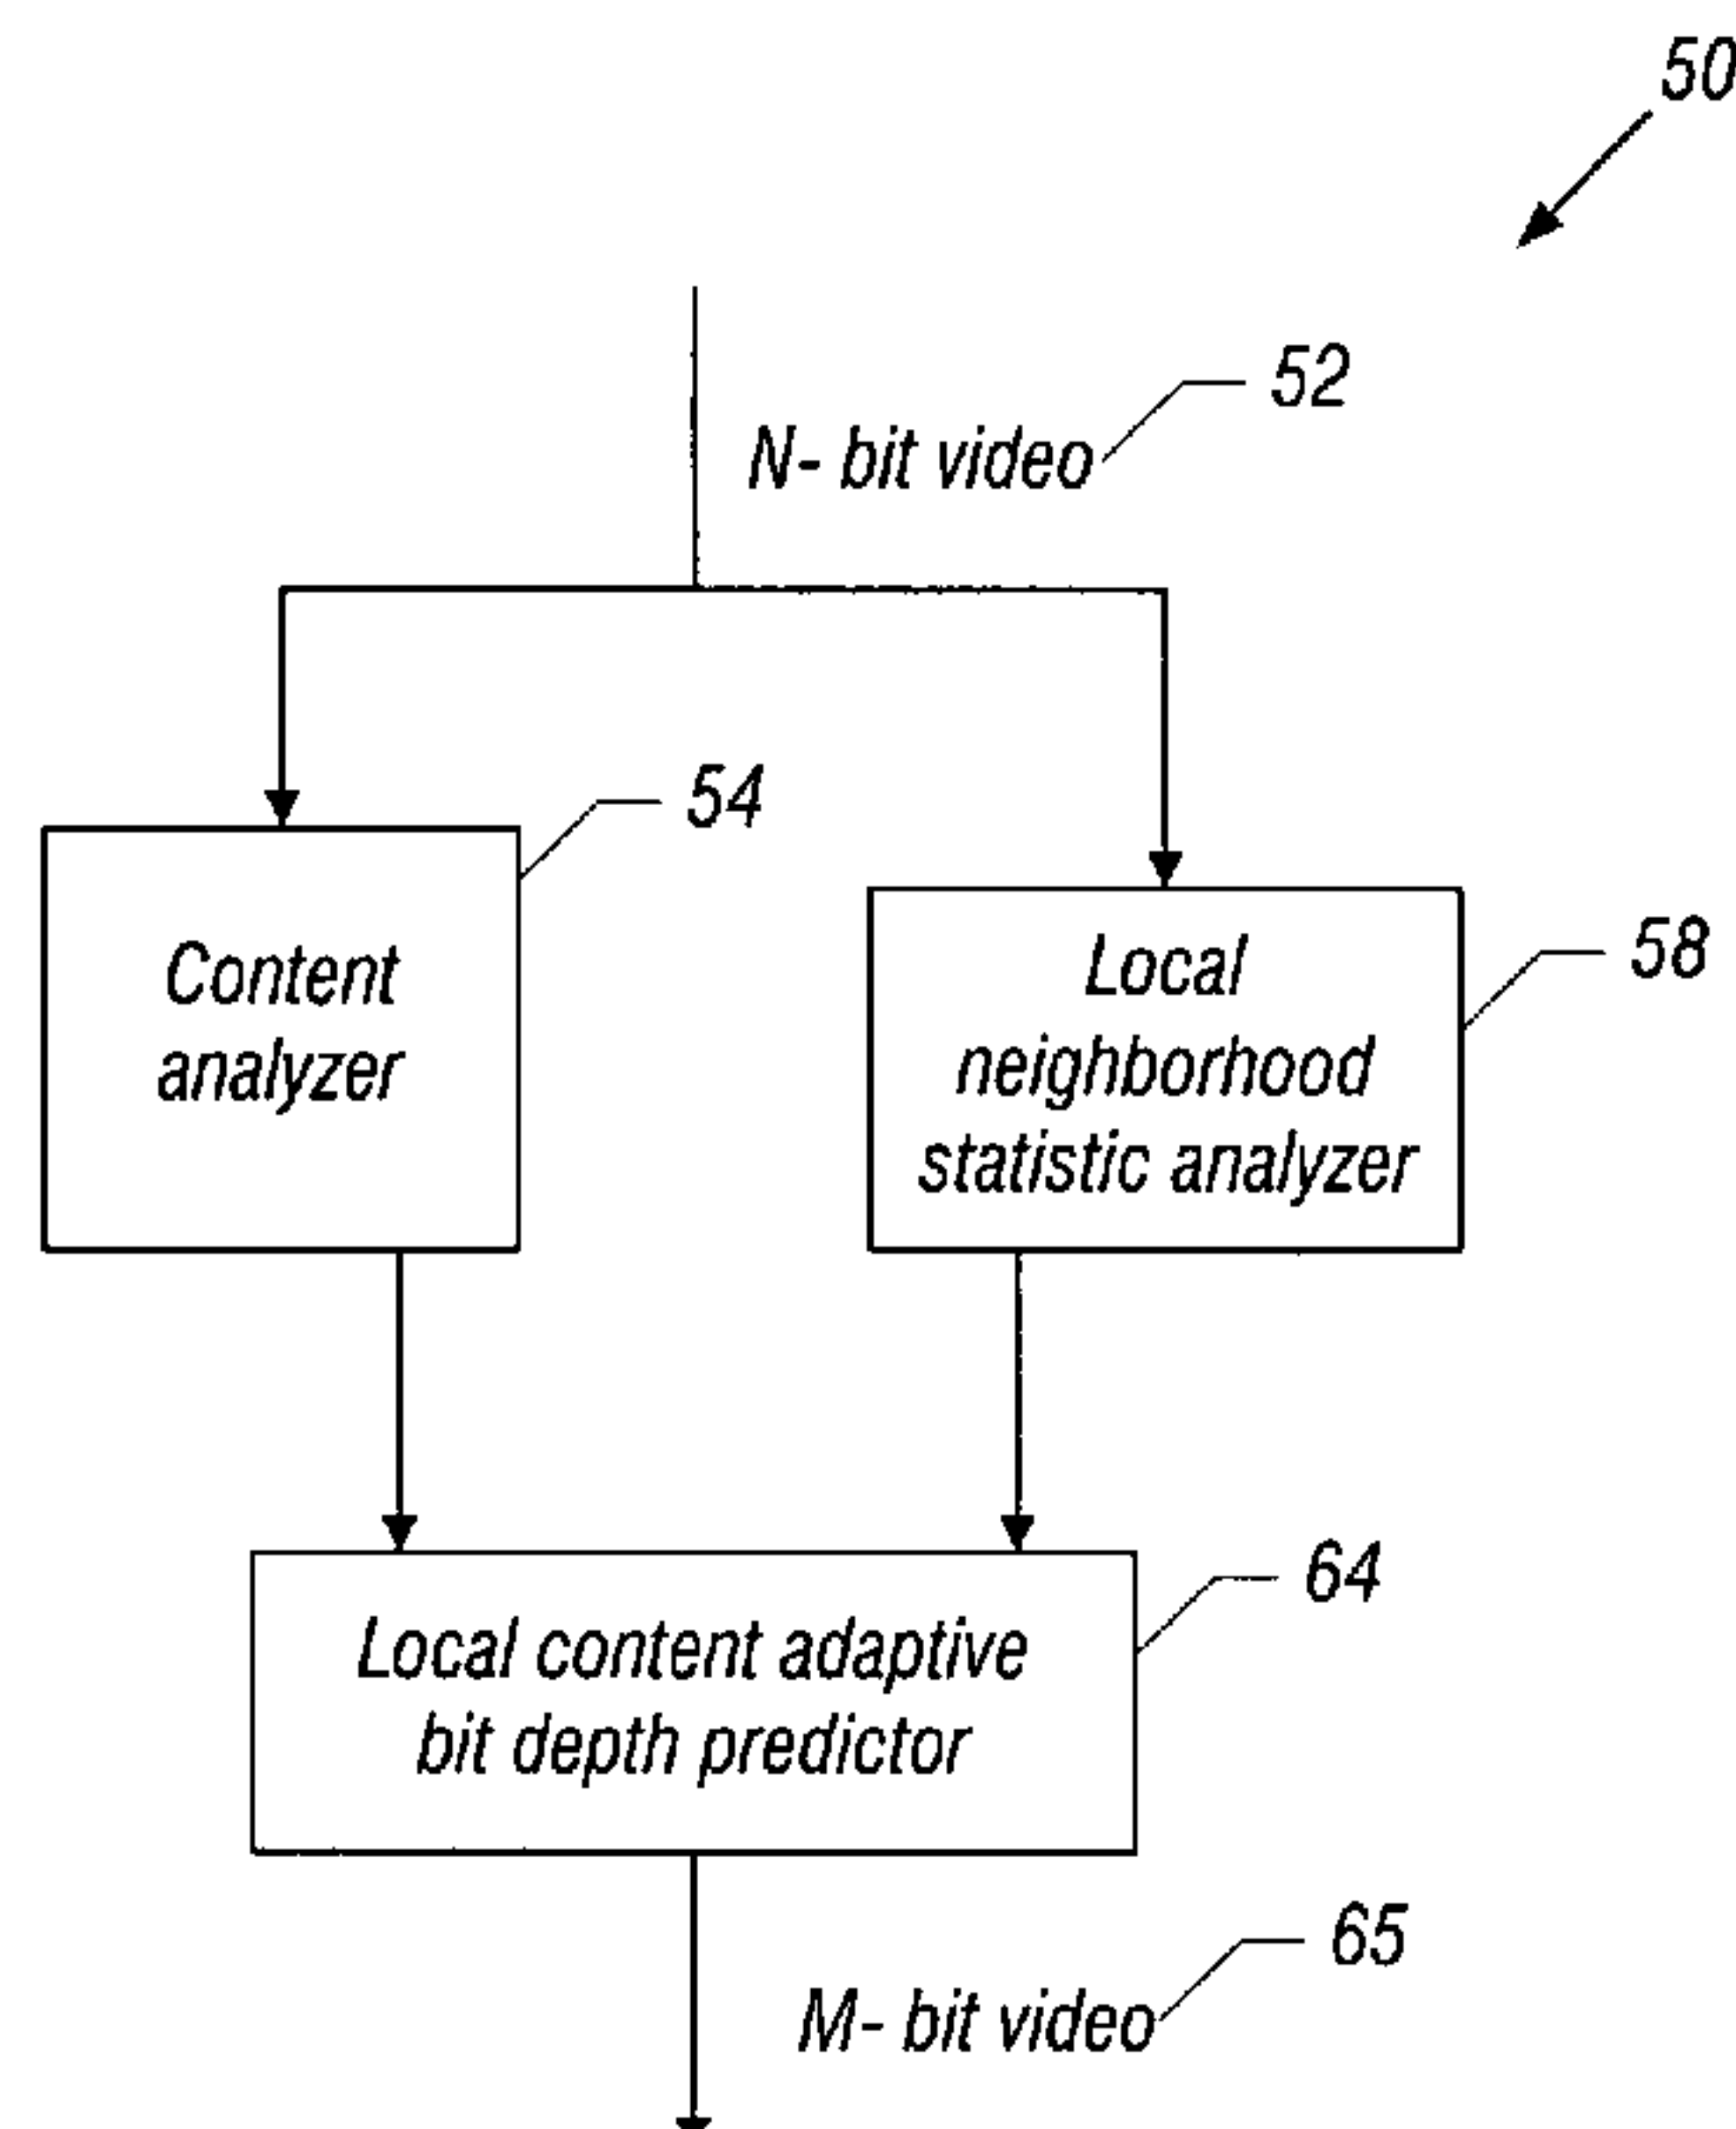 50
52
N- bit video
54
Content
analyzer
58
Local
neighborhood
statistic analyzer
64
Local content adaptive
bit depth predictor
65
M- bit video